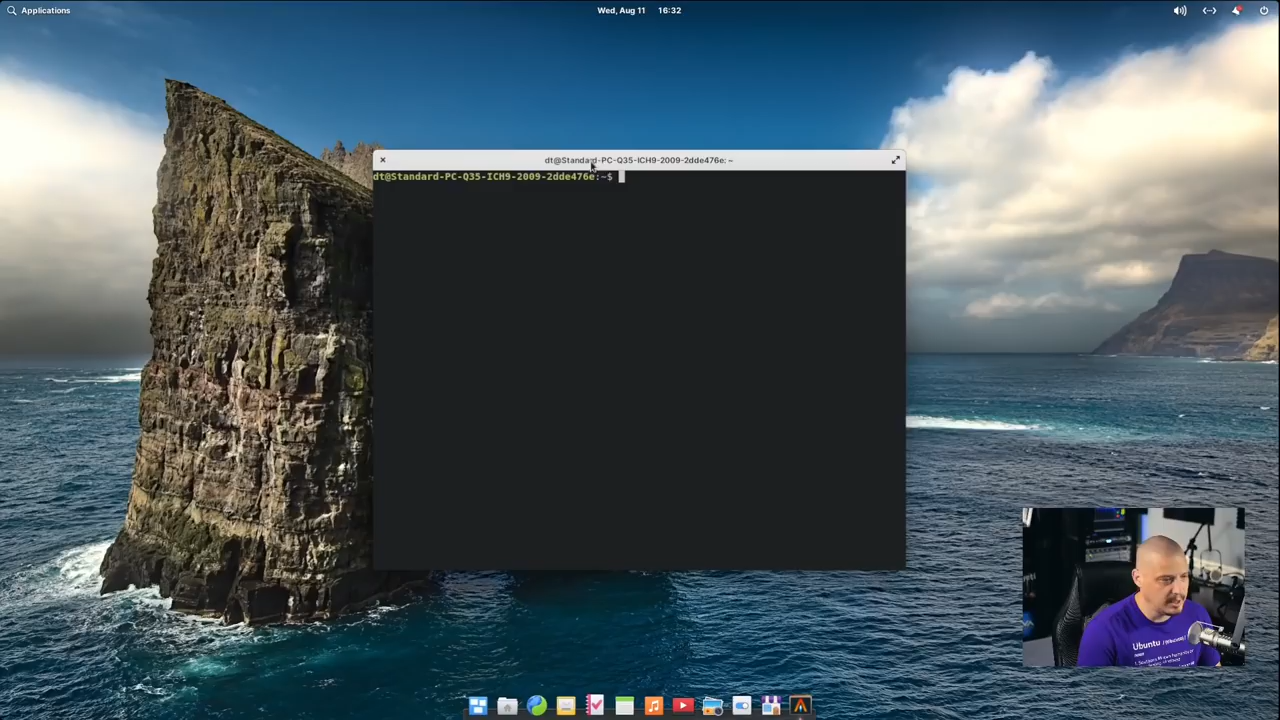 Applications
Wed, Aug 11 16:32
dt@Standard-PC-Q35-ICH9-2009-2dde476e: ~
dt@Standard-PC-Q35-ICH9-2009-2dde476e:~$
Ubuntu